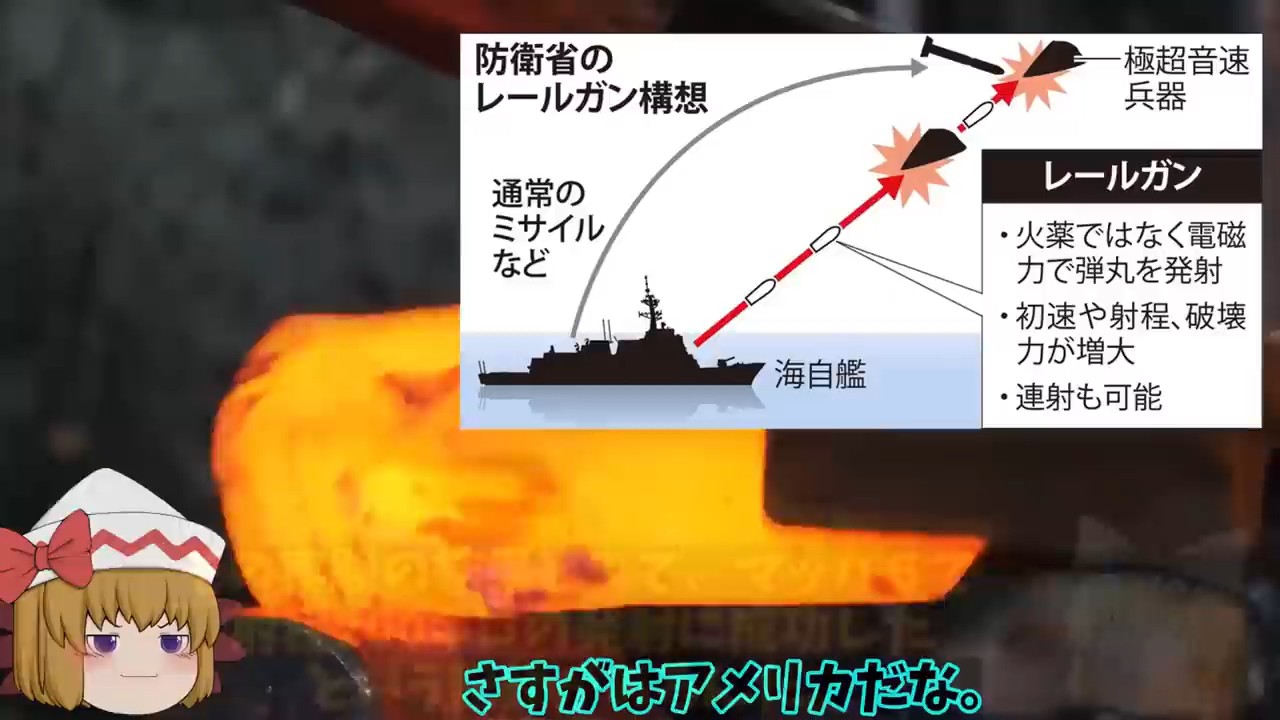 防衛省の
レールガン構想
極超音速
兵器
通常の
ミサイル
など
海自艦
レールガン
・火薬ではなく電磁
力で弾丸を発射
・初速や射程、破壊
力が増大
・連射も可能
さすがはアメリカだな。